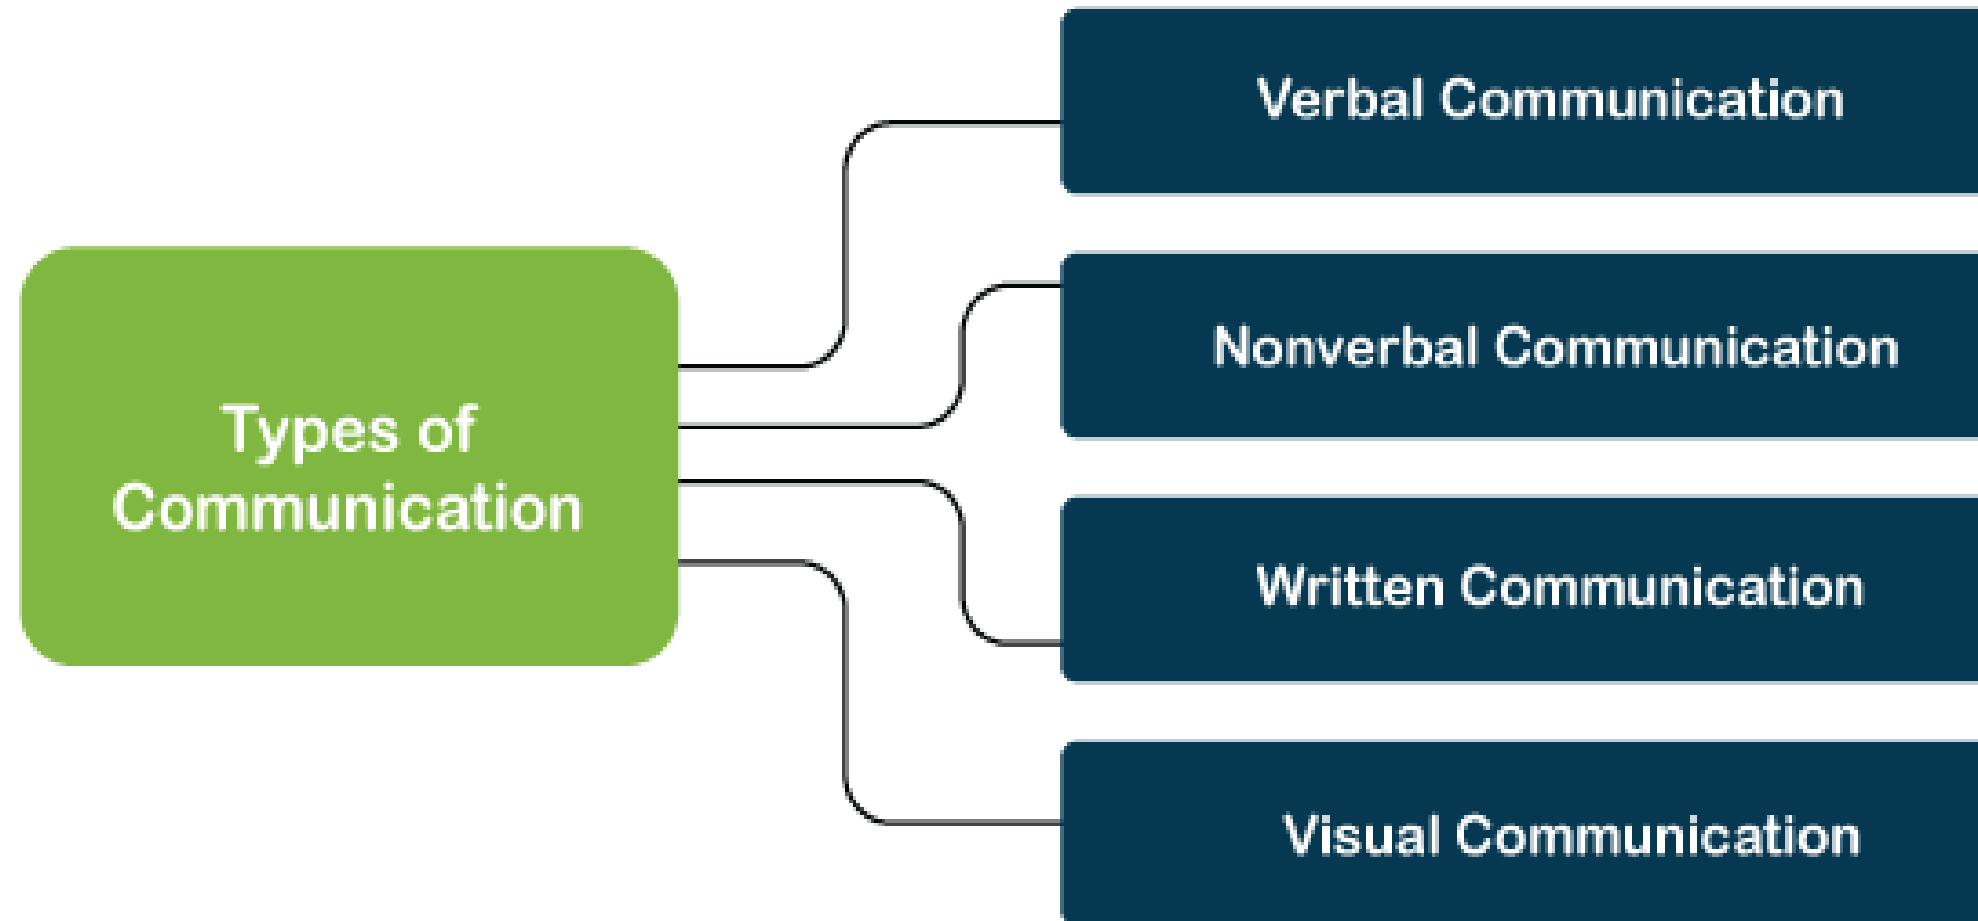 Types of
Communication
Verbal Communication
Nonverbal Communication
Written Communication
Visual Communication